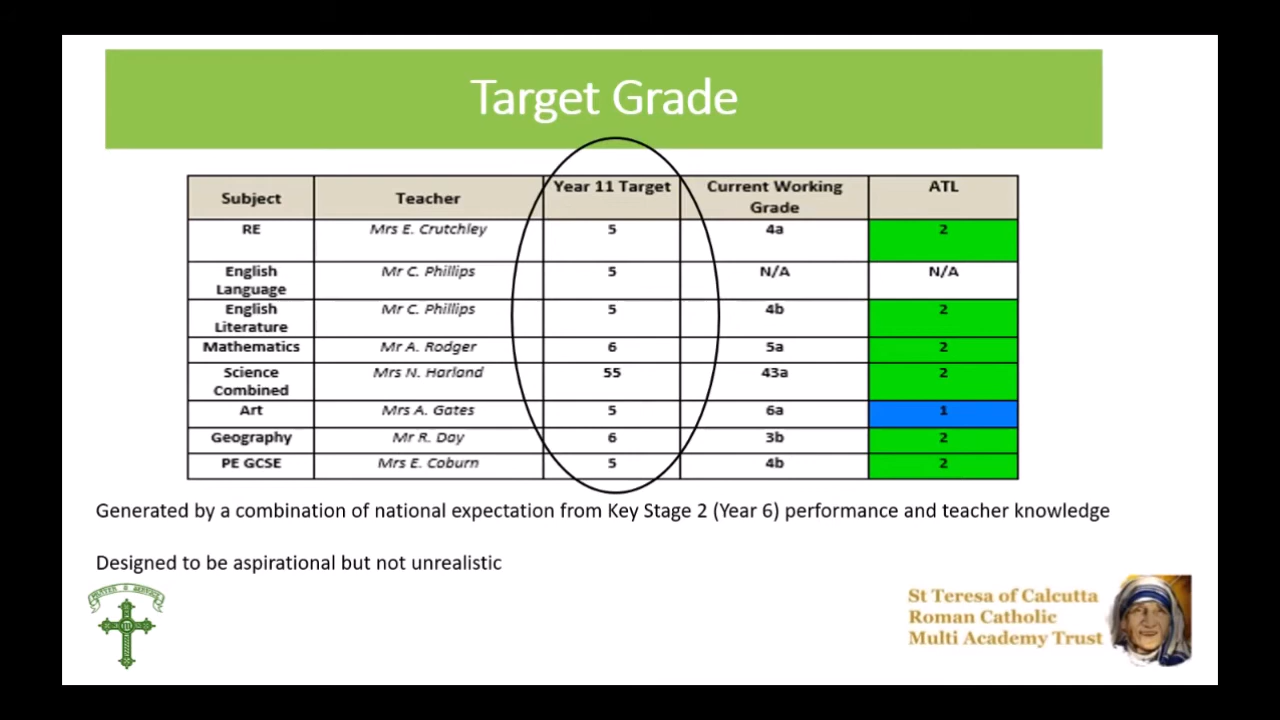 Target Grade
Subject Teacher Year 11 Target Current Working Grade ATL
RE Mrs E. Crutchley 5 4a 2
English Language Mr C. Phillips 5 N/A N/A
English Literature Mr C. Phillips 5 4b 2
Mathematics Mr A. Rodger 6 5a 2
Science Combined Mrs N. Harland 55 43a 2
Art Mrs A. Gates 5 6a 1
Geography Mr R. Day 6 3b 2
PE GCSE Mrs E. Coburn 5 4b 2
Generated by a combination of national expectation from Key Stage 2 (Year 6) performance and teacher knowledge
Designed to be aspirational but not unrealistic
St Teresa of Calcutta
Roman Catholic
Multi Academy Trust